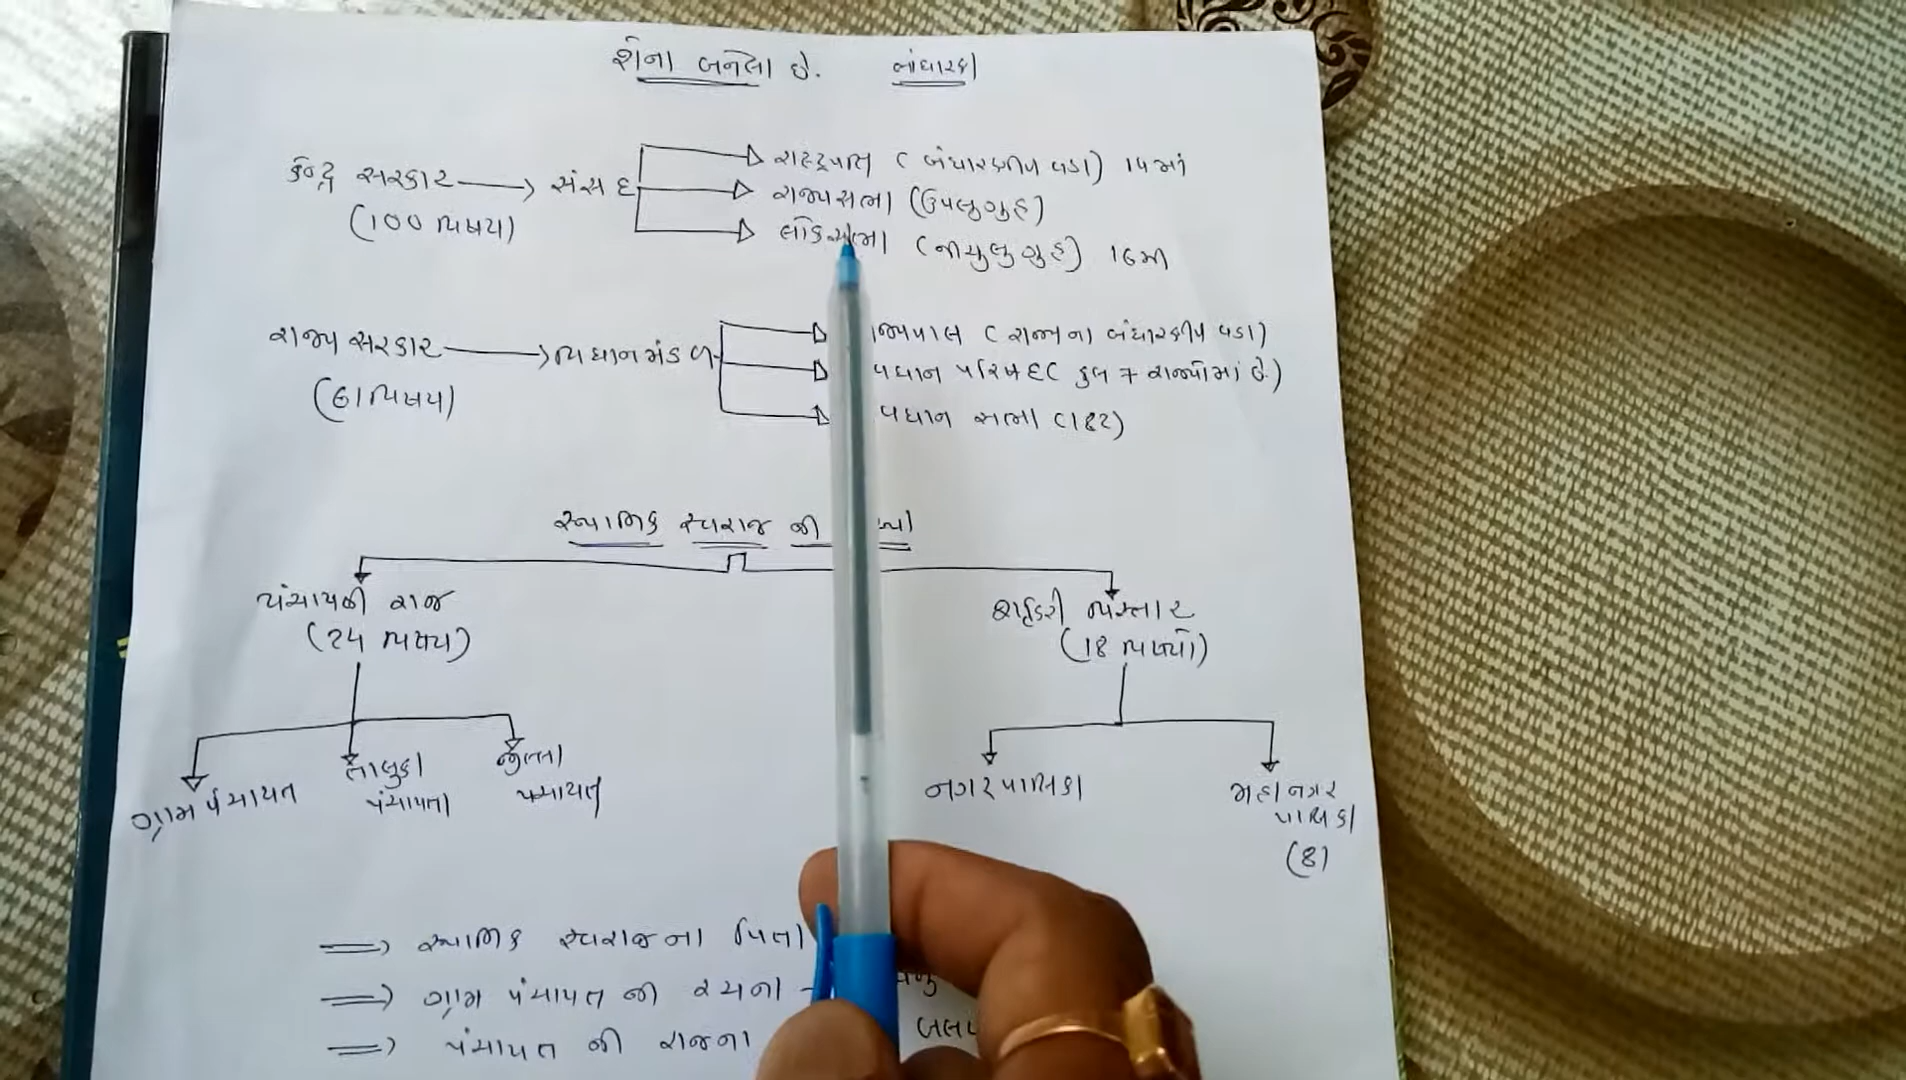 શેના બનેલા છે. બંધારણ
કેન્દ્ર સરકાર સંસદ
(100 વિષય)
રાષ્ટ્રપતિ (બંધારણીય વડા) 14માં
રાજ્યસભા (ઉપલુગૃહ)
લોકસભા (નીચલુગૃહ) 16મી
રાજ્ય સરકાર વિધાનમંડળ
(61 વિષય)
જ્યપાલ (રાજ્યના બંધારણીય વડા)
ધાન પરિષદ (કુલ 7 રાજ્યોમાં છે.)
ધાન સભા (182)
સ્થાનિક સ્વરાજ ની
પંચાયતી રાજ
(24 વિષય)
ગ્રામ પંચાયત
તાલુકા પંચાયત
જીલ્લા પંચાયત
શહેરી વિસ્તાર
(18 વિષયો)
નગરપાલિકા
મહાનગર પાલિકા
(8)
સ્થાનિક સ્વરાજના પિતા
ગ્રામ પંચાયત ની રચના
પંચાયત ની રાજના